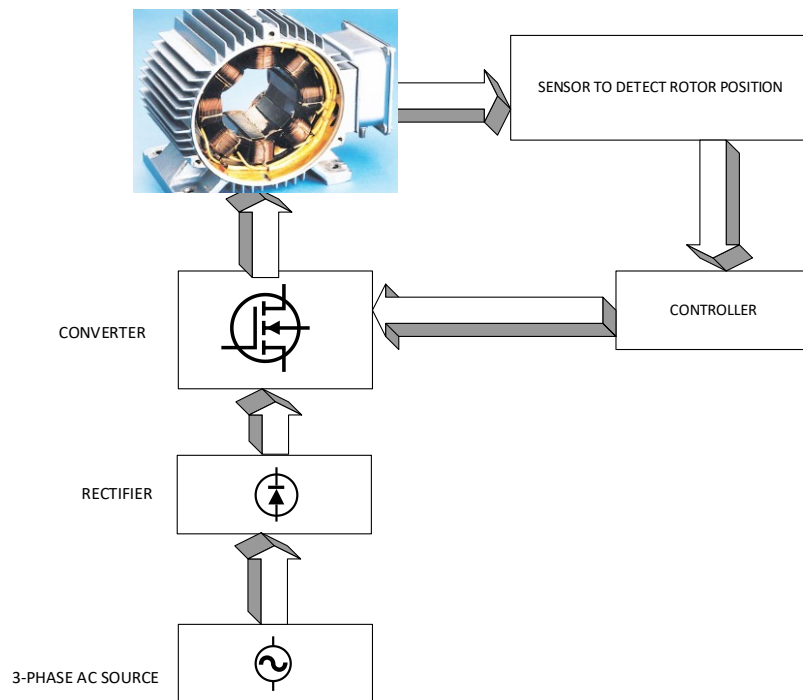 SENSOR TO DETECT ROTOR POSITION
CONTROLLER
CONVERTER
RECTIFIER
3-PHASE AC SOURCE